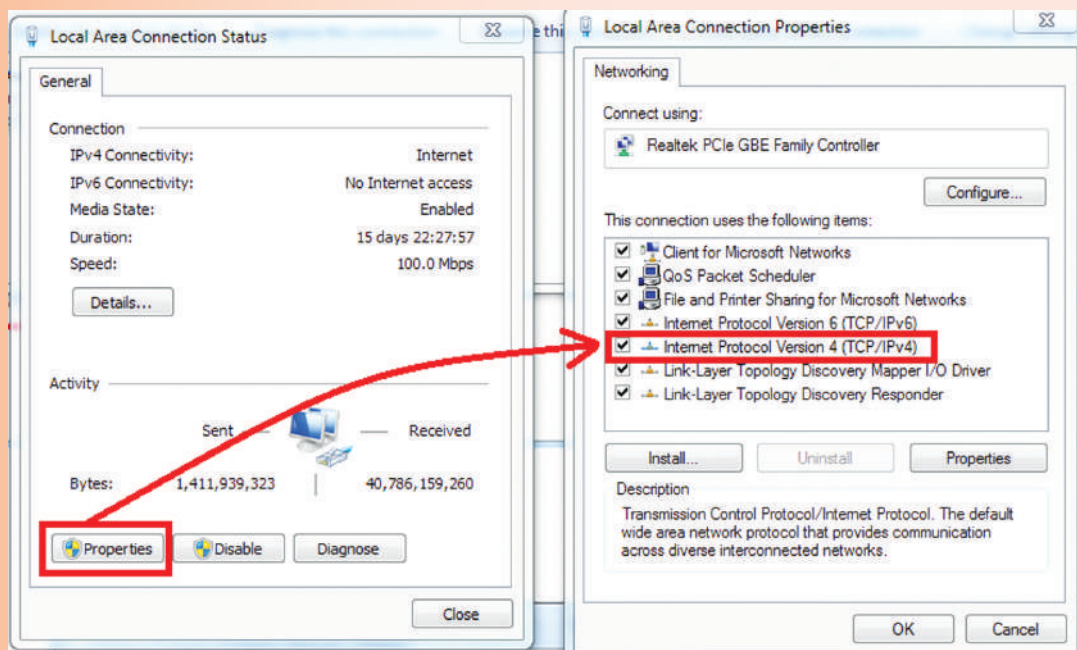 Local Area Connection Status
General
Connection
IPv4 Connectivity: Internet
IPv6 Connectivity: No Internet access
Media State: Enabled
Duration: 15 days 22:27:57
Speed: 100.0 Mbps
Details...
Activity
Sent Received
Bytes: 1,411,939,323 40,786,159,260
Properties Disable Diagnose
Close
Local Area Connection Properties
Networking
Connect using:
Realtek PCIe GBE Family Controller
Configure...
This connection uses the following items:
Client for Microsoft Networks
QoS Packet Scheduler
File and Printer Sharing for Microsoft Networks
Internet Protocol Version 6 (TCP/IPv6)
Internet Protocol Version 4 (TCP/IPv4)
Link-Layer Topology Discovery Mapper I/O Driver
Link-Layer Topology Discovery Responder
Install... Uninstall Properties
Description
Transmission Control Protocol/Internet Protocol. The default
wide area network protocol that provides communication
across diverse interconnected networks.
OK Cancel